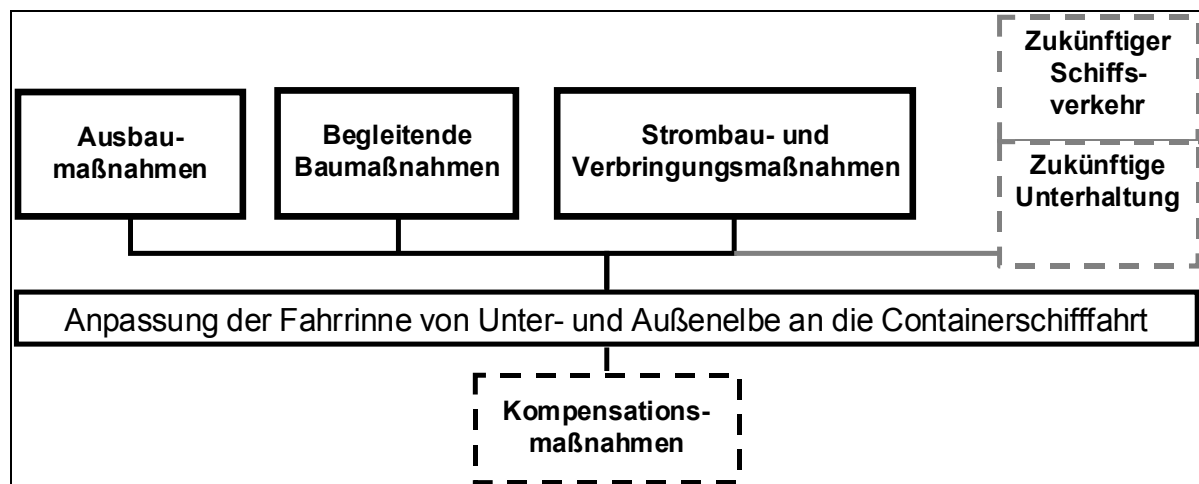 Ausbau-
maßnahmen
Begleitende
Baumaßnahmen
Strombau- und
Verbringungsmaßnahmen
Zukünftiger
Schiffs-
verkehr
Zukünftige
Unterhaltung
Anpassung der Fahrrinne von Unter- und Außenelbe an die Containerschifffahrt
Kompensations-
maßnahmen